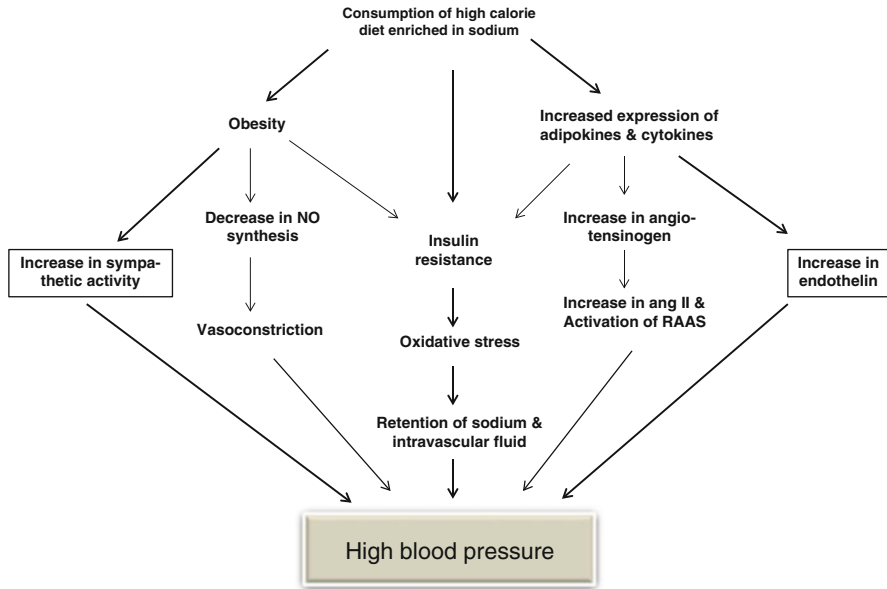 Consumption of high calorie
diet enriched in sodium
Obesity
Increased expression of
adipokines & cytokines
Decrease in NO
synthesis
Insulin
resistance
Increase in angio-
tensinogen
Increase in sympa-
thetic activity
Increase in
endothelin
Vasoconstriction
Oxidative stress
Increase in ang II &
Activation of RAAS
Retention of sodium &
intravascular fluid
High blood pressure